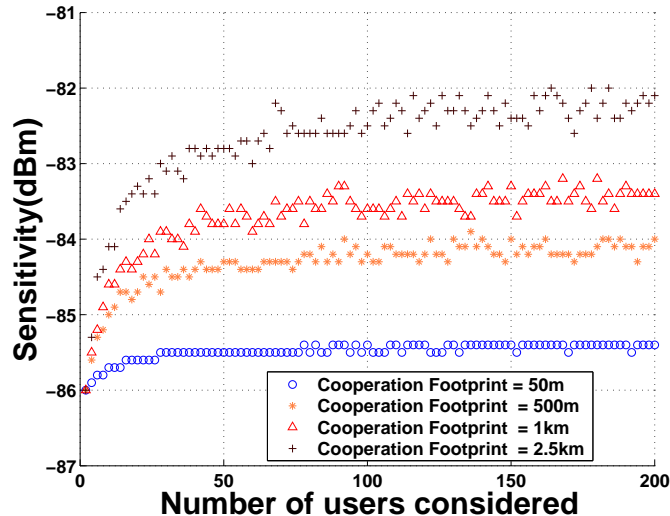 −81
−82
−83
−84
−85
−86
−87
Sensitivity(dBm)
0
50
100
150
200
Number of users considered
Cooperation Footprint = 50m
Cooperation Footprint = 500m
Cooperation Footprint = 1km
Cooperation Footprint = 2.5km